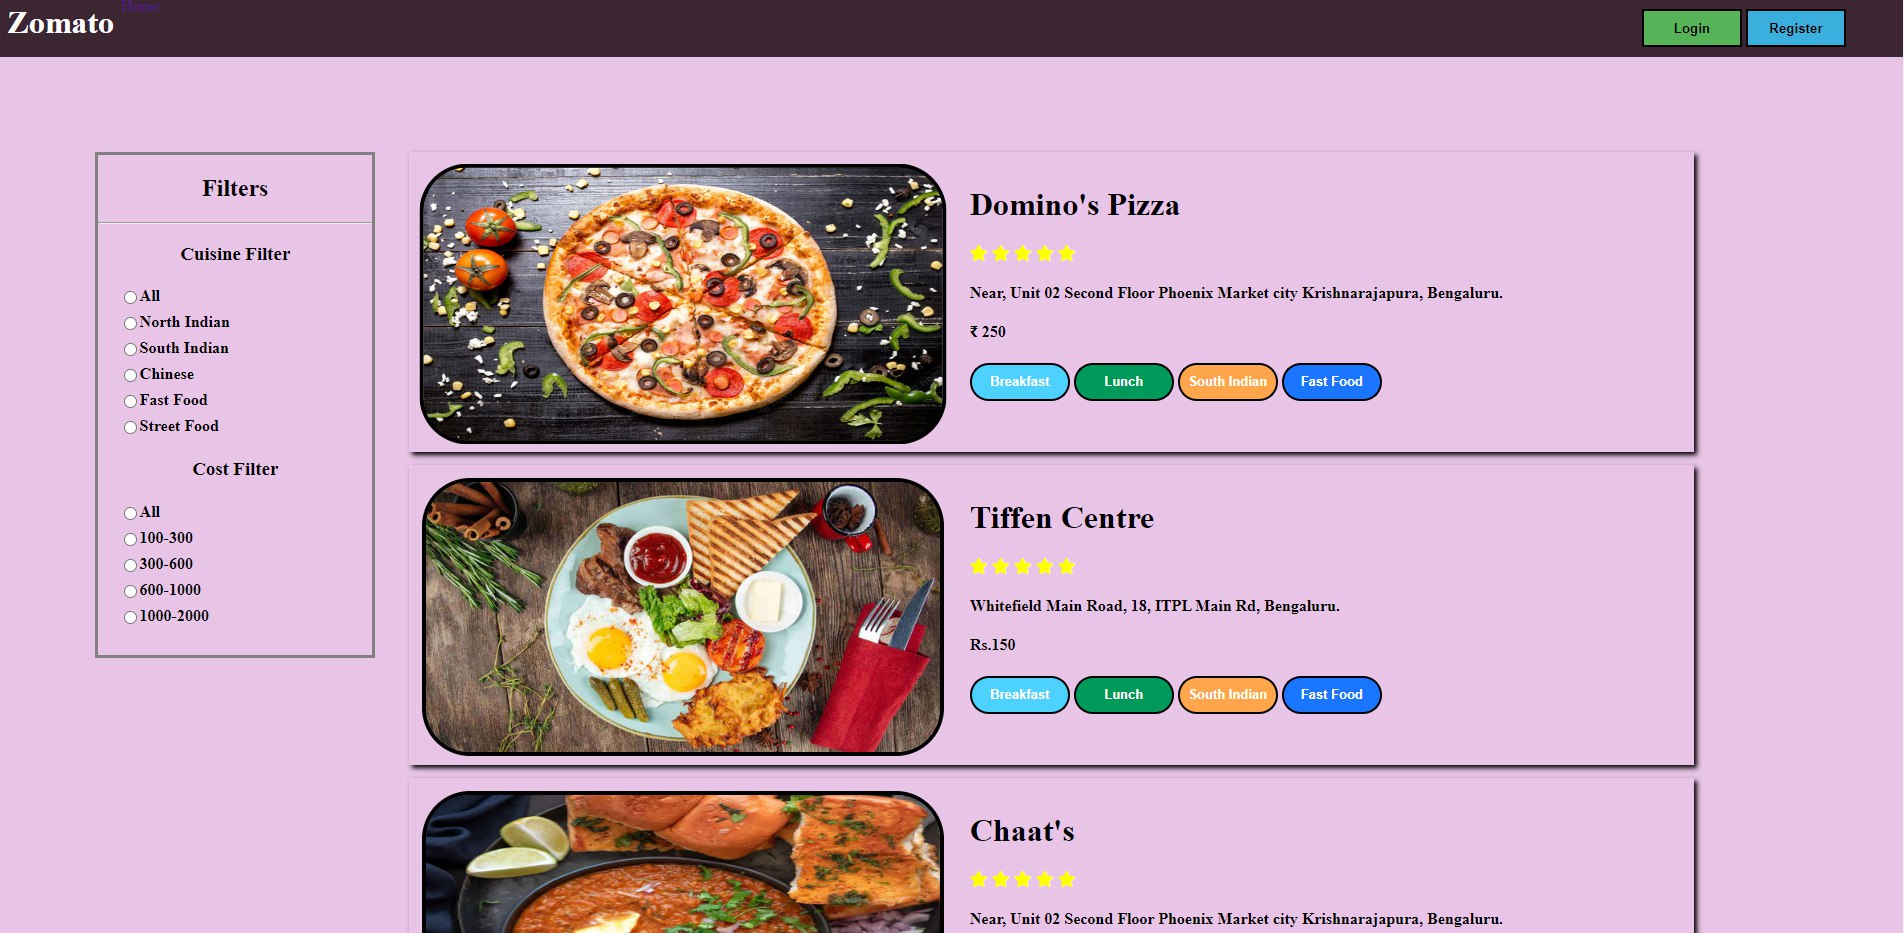 Zomato
Home
Login
Register
Filters
Cuisine Filter
All
North Indian
South Indian
Chinese
Fast Food
Street Food
Cost Filter
All
100-300
300-600
600-1000
1000-2000
Domino's Pizza
Near, Unit 02 Second Floor Phoenix Market city Krishnarajapura, Bengaluru.
₹ 250
Breakfast Lunch South Indian Fast Food
Tiffen Centre
Whitefield Main Road, 18, ITPL Main Rd, Bengaluru.
Rs.150
Breakfast Lunch South Indian Fast Food
Chaat's
Near, Unit 02 Second Floor Phoenix Market city Krishnarajapura, Bengaluru.